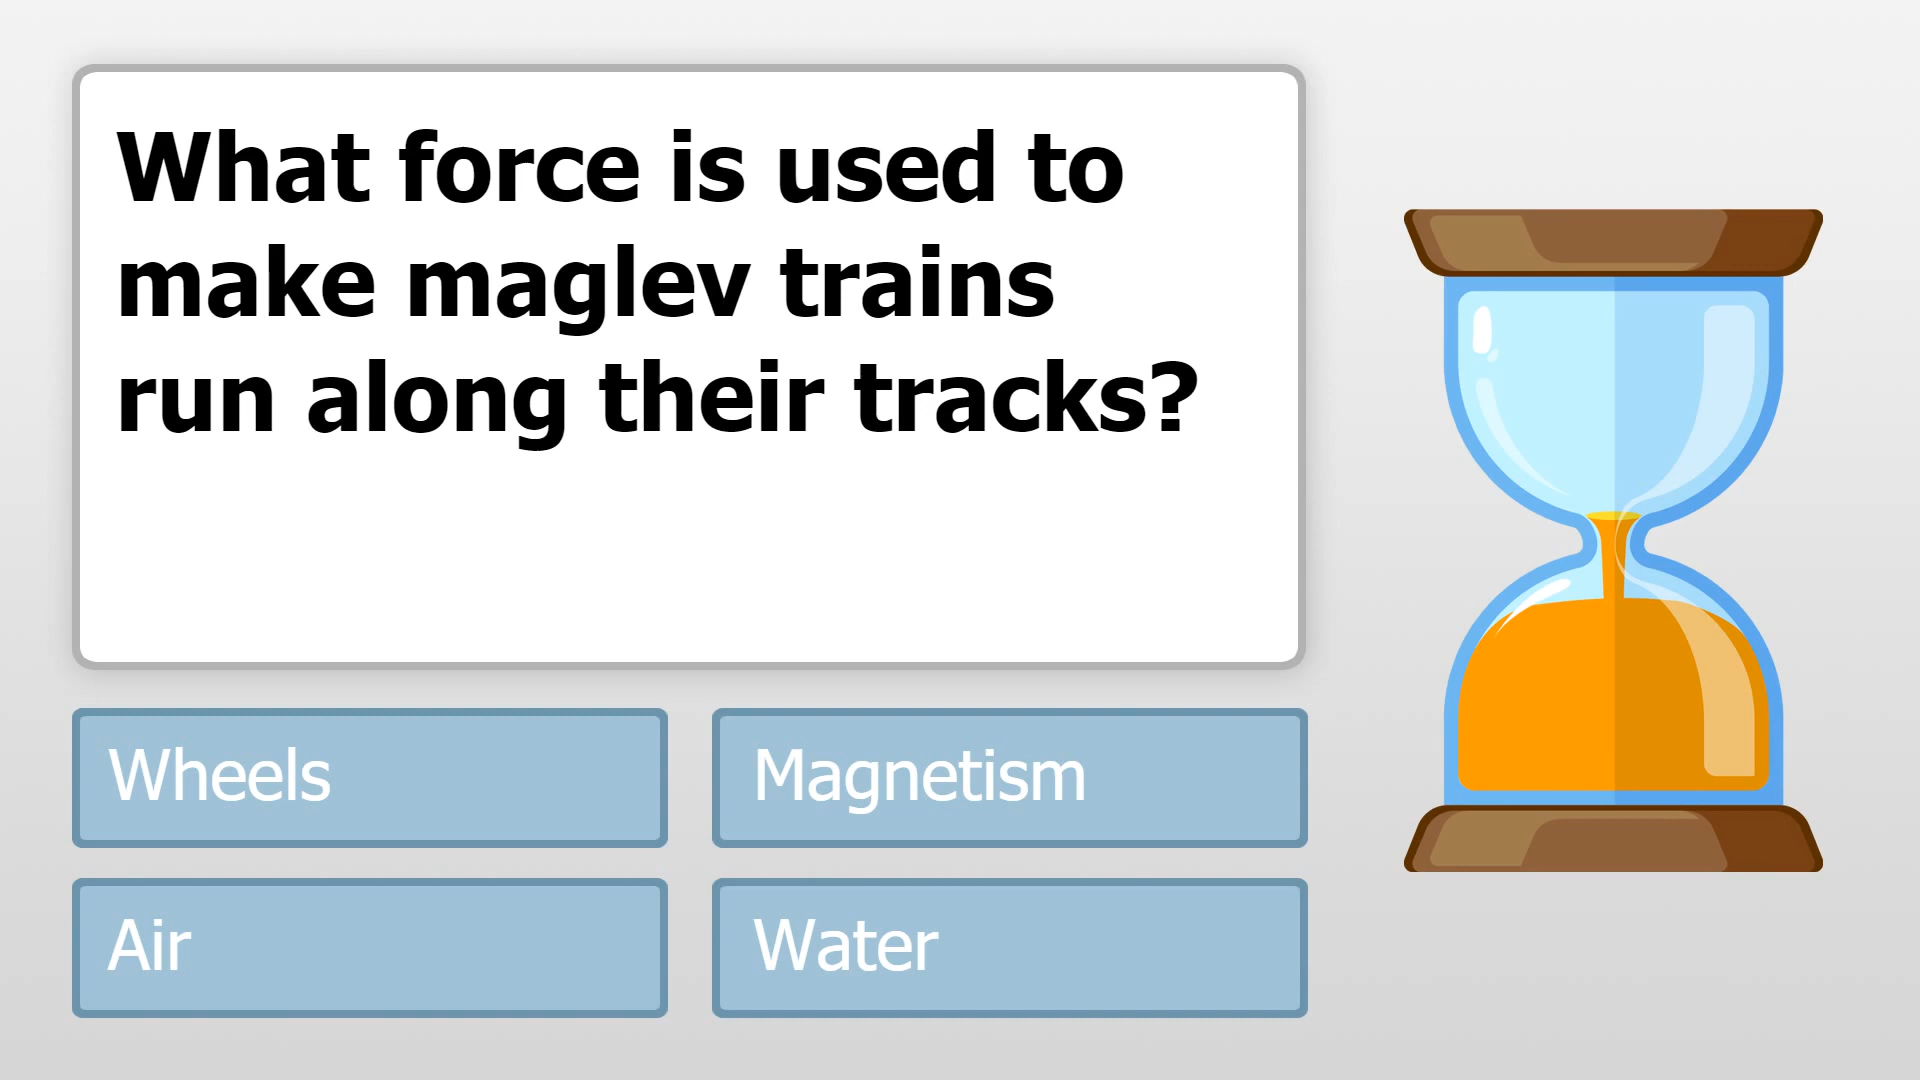 What force is used to
make maglev trains
run along their tracks?
Wheels
Magnetism
Air
Water